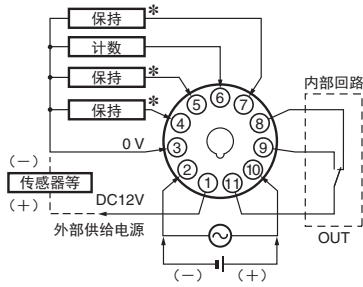 保持 *
计数
保持 *
保持 *
内部回路
6
5
7
4
8
3
9
2
10
1
11
0 V
(－)
传感器等
(＋)
DC12V
外部供给电源
OUT
(－)
(＋)